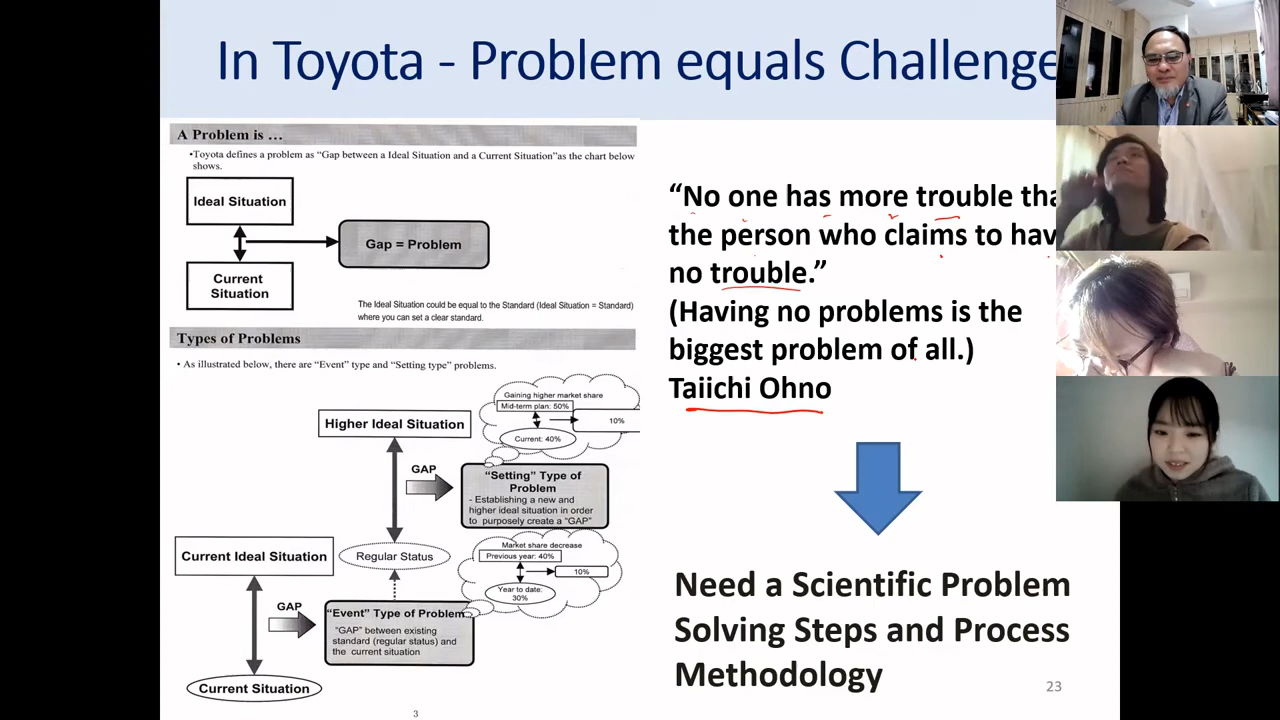 In Toyota - Problem equals Challenge
A Problem is …
•Toyota defines a problem as “Gap between a Ideal Situation and a Current Situation”as the chart below
shows.
Ideal Situation
Gap = Problem
Current
Situation
The Ideal Situation could be equal to the Standard (Ideal Situation = Standard)
where you can set a clear standard.
Types of Problems
• As illustrated below, there are “Event” type and “Setting type” problems.
Gaining higher market share
Mid-term plan: 50%
10%
Current: 40%
Higher Ideal Situation
GAP
“Setting” Type of
Problem
- Establishing a new and
higher ideal situation in order
to purposely create a “GAP”
Current Ideal Situation
Regular Status
Market share decrease
Previous year: 40%
10%
Year to date:
30%
GAP
“Event” Type of Problem
“GAP” between existing
standard (regular status) and
the current situation
Current Situation
3
“No one has more trouble tha
the person who claims to hav
no trouble.”
(Having no problems is the
biggest problem of all.)
Taiichi Ohno
Need a Scientific Problem
Solving Steps and Process
Methodology
23